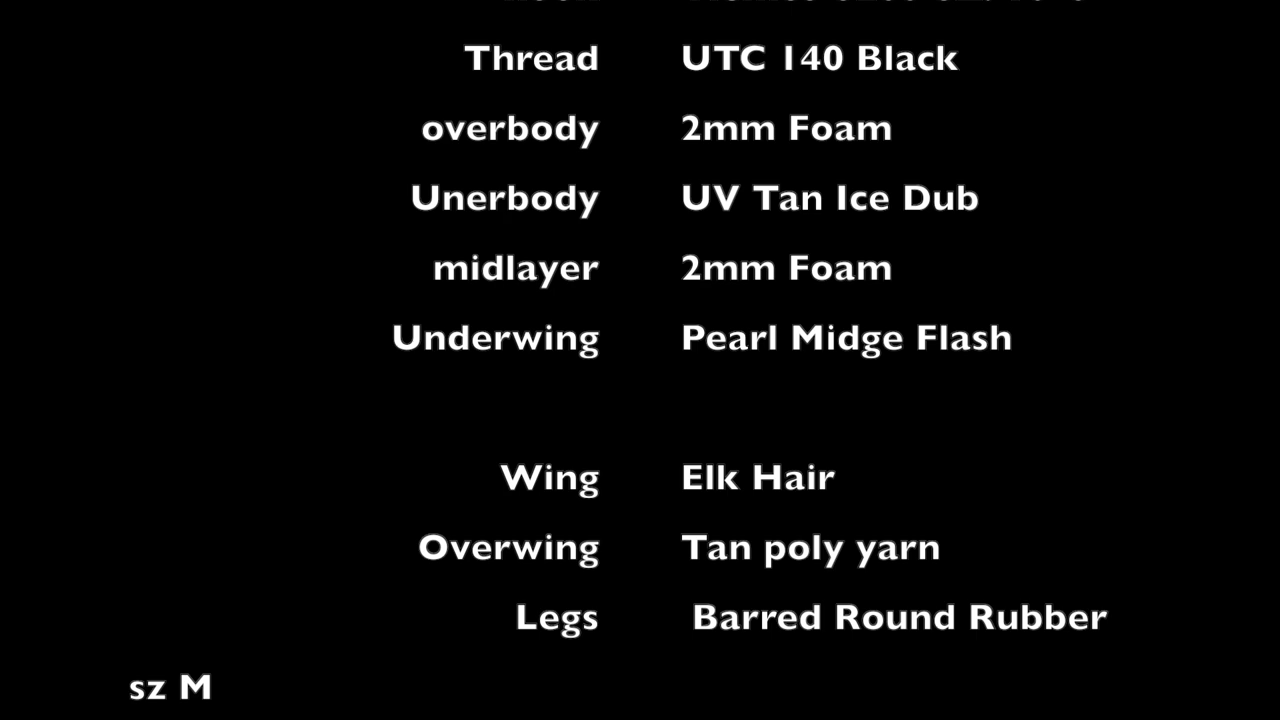 Thread UTC 140 Black
overbody 2mm Foam
Unerbody UV Tan Ice Dub
midlayer 2mm Foam
Underwing Pearl Midge Flash
Wing Elk Hair
Overwing Tan poly yarn
Legs Barred Round Rubber
sz M